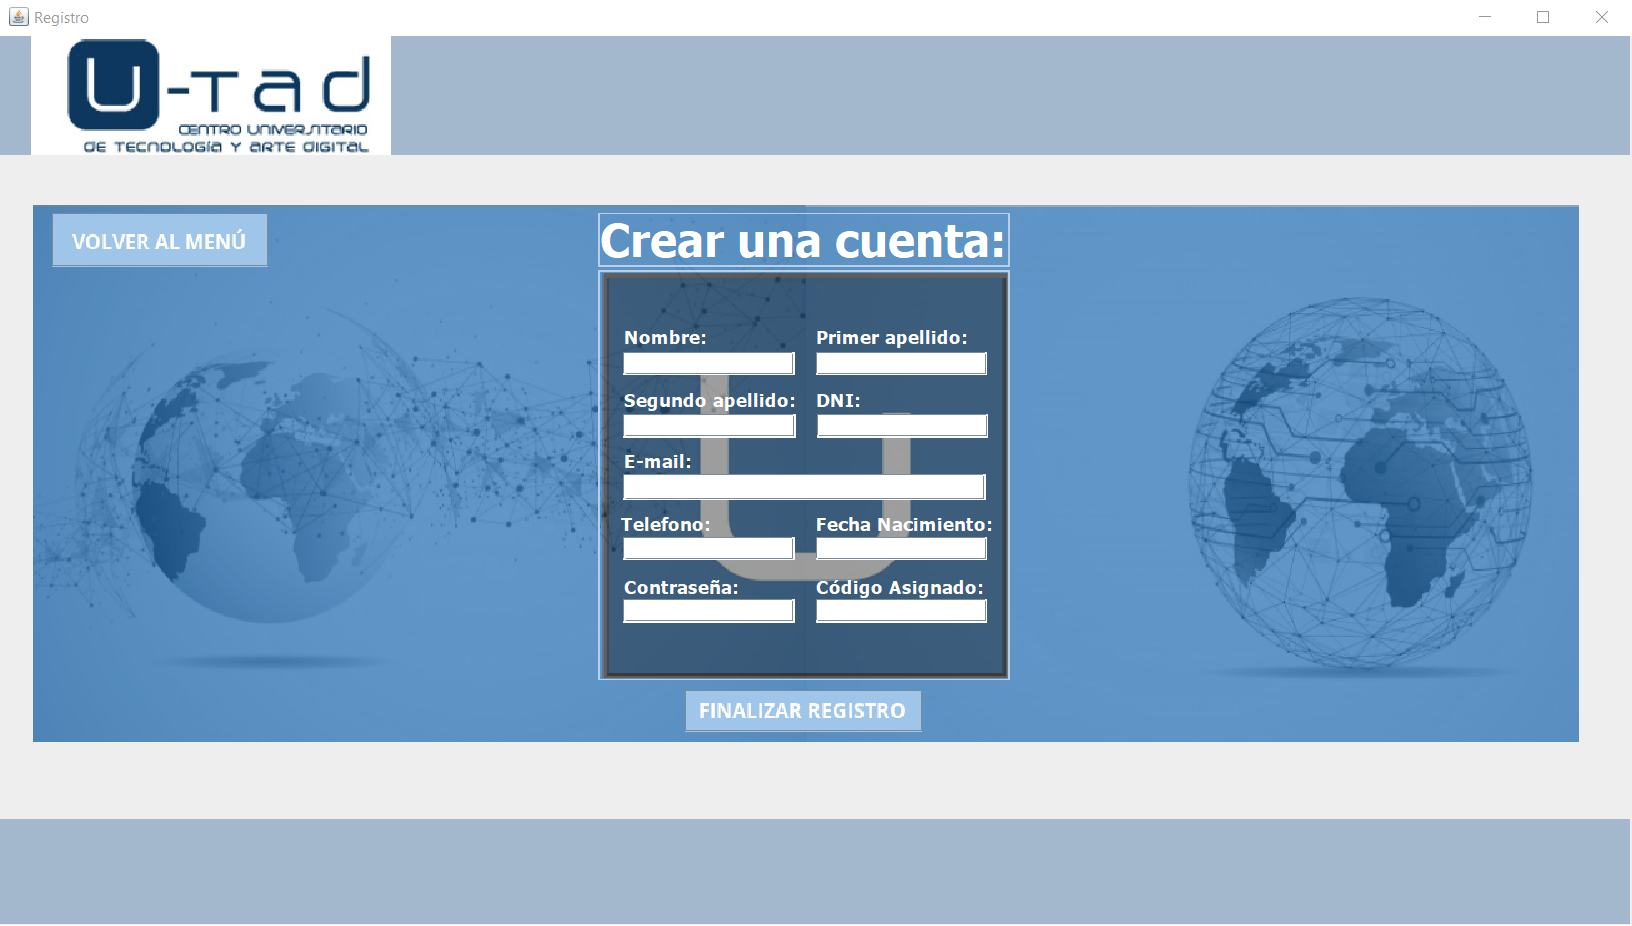 Registro
U-Tad
CENTRO UNIVERSITARIO
DE TECNOLOGÍA Y ARTE DIGITAL
VOLVER AL MENÚ
Crear una cuenta:
Nombre: Primer apellido:
Segundo apellido: DNI:
E-mail:
Telefono: Fecha Nacimiento:
Contraseña: Código Asignado:
FINALIZAR REGISTRO